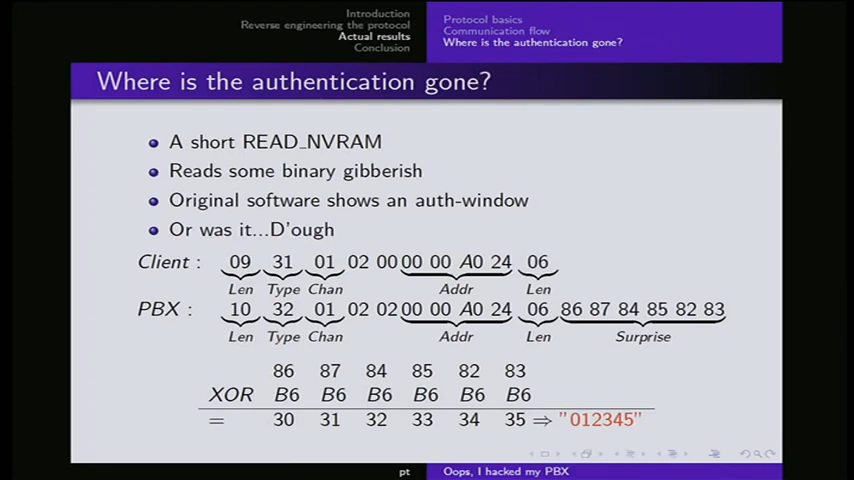 Introduction
Reverse engineering the protocol
Actual results
Conclusion
Protocol basics
Communication flow
Where is the authentication gone?
Where is the authentication gone?
A short READ_NVRAM
Reads some binary gibberish
Original software shows an auth-window
Or was it...D'ough
Client : 09 31 01 02 00 00 00 A0 24 06
Len Type Chan Addr Len
PBX : 10 32 01 02 02 00 00 A0 24 06 86 87 84 85 82 83
Len Type Chan Addr Len Surprise
86 87 84 85 82 83
XOR B6 B6 B6 B6 B6 B6
= 30 31 32 33 34 35 ⇒ "012345"
pt Oops, I hacked my PBX